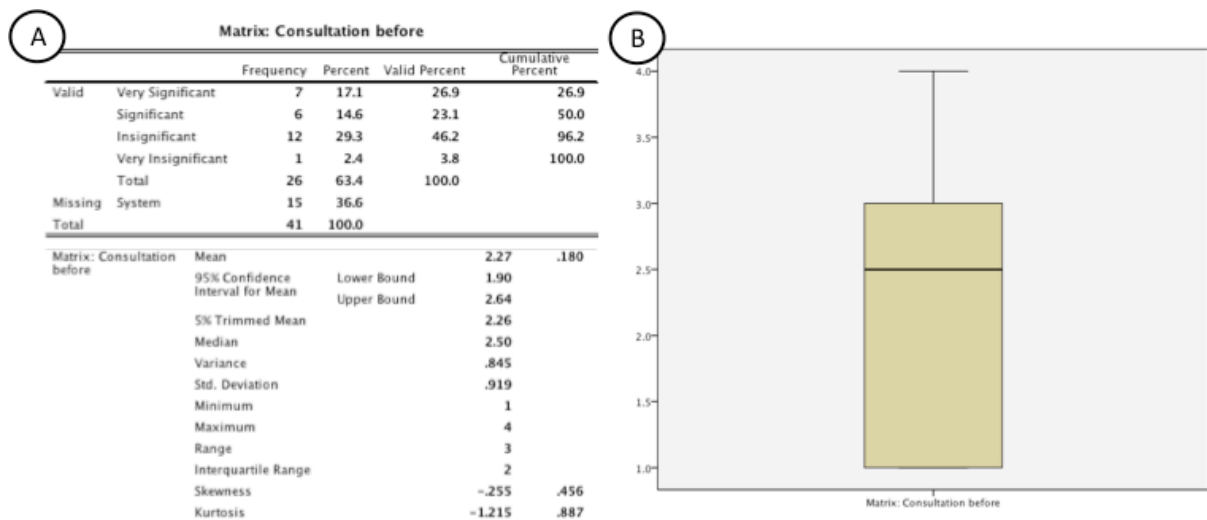 A
Matrix: Consultation before
Frequency Percent Valid Percent Cumulative Percent
Valid Very Significant 7 17.1 26.9 26.9
Significant 6 14.6 23.1 50.0
Insignificant 12 29.3 46.2 96.2
Very Insignificant 1 2.4 3.8 100.0
Total 26 63.4 100.0
Missing System 15 36.6
Total 41 100.0
Matrix: Consultation before Mean 2.27 .180
95% Confidence Interval for Mean Lower Bound 1.90
Upper Bound 2.64
5% Trimmed Mean 2.26
Median 2.50
Variance .845
Std. Deviation .919
Minimum 1
Maximum 4
Range 3
Interquartile Range 2
Skewness -.255 .456
Kurtosis -1.215 .887
B
4.0
3.5
3.0
2.5
2.0
1.5
1.0
Matrix: Consultation before